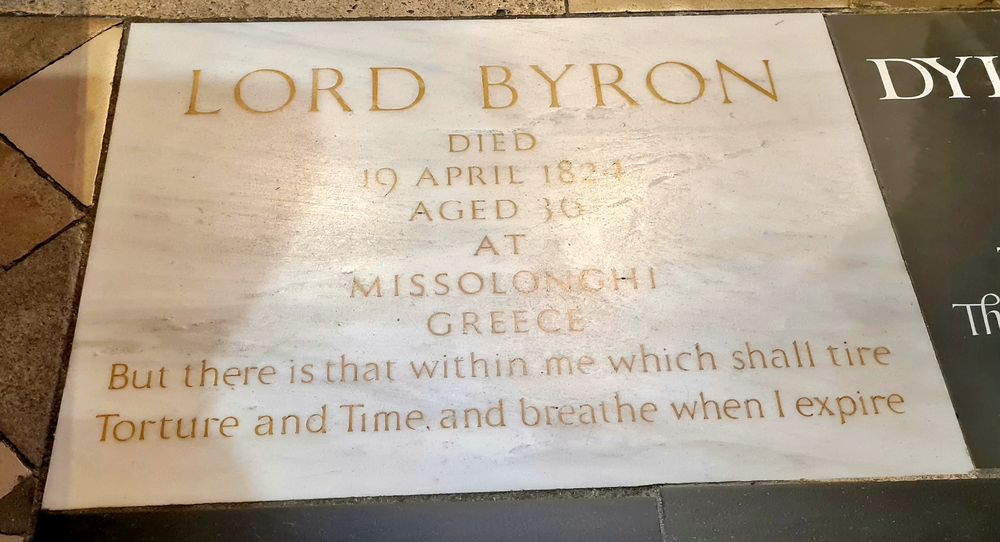 LORD BYRON
DIED
19 APRIL 1824
AGED 36
AT
MISSOLONGHI
GREECE
But there is that within me which shall tire
Torture and Time, and breathe when I expire